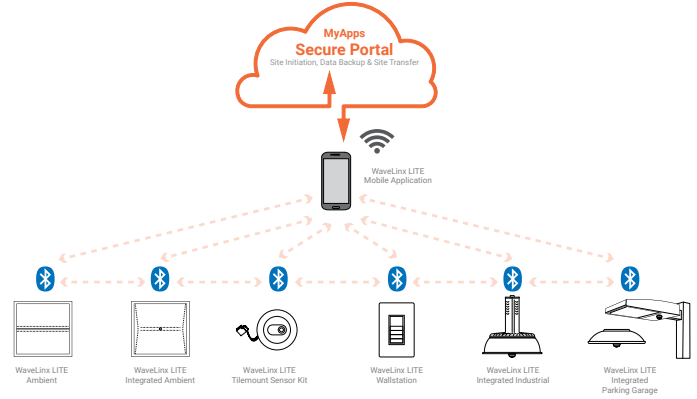 MyApps
Secure Portal
Site Initiation, Data Backup & Site Transfer
WaveLinx LITE
Mobile Application
WaveLinx LITE
Ambient
WaveLinx LITE
Integrated Ambient
WaveLinx LITE
Tilemount Sensor Kit
WaveLinx LITE
Wallstation
WaveLinx LITE
Integrated Industrial
WaveLinx LITE
Integrated
Parking Garage